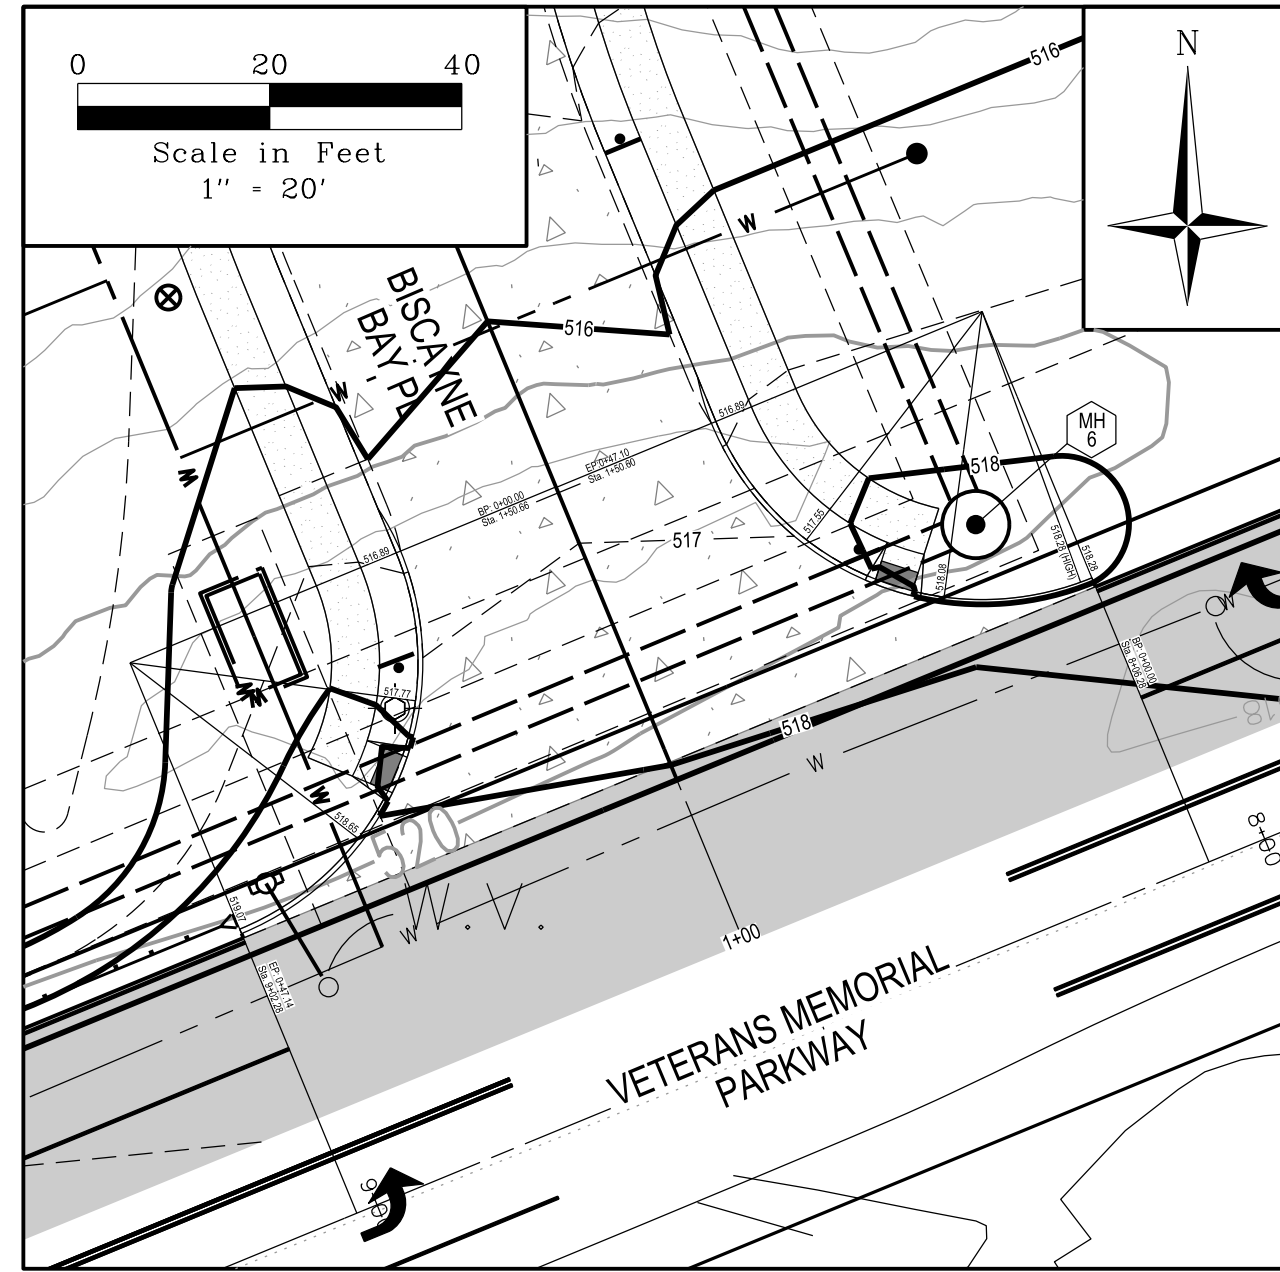 0 20 40
Scale in Feet
1" = 20'
N
516
W
BISCAYNE
BAY PL
516
W
MH
6
516.89
518
EP: 0+47.10
Sta. 1+50.60
BP: 0+00.00
Sta. 1+50.66
517.55
517
518.28 (HIGH)
518.28
516.89
518.08
W
W
BP: 0+00.00
Sta. 8+06.28
517.77
W
518
18
W
W
518.65
520
8+00
519.07
W
1+00
EP: 0+47.14
Sta. 9+02.28
VETERANS MEMORIAL
PARKWAY